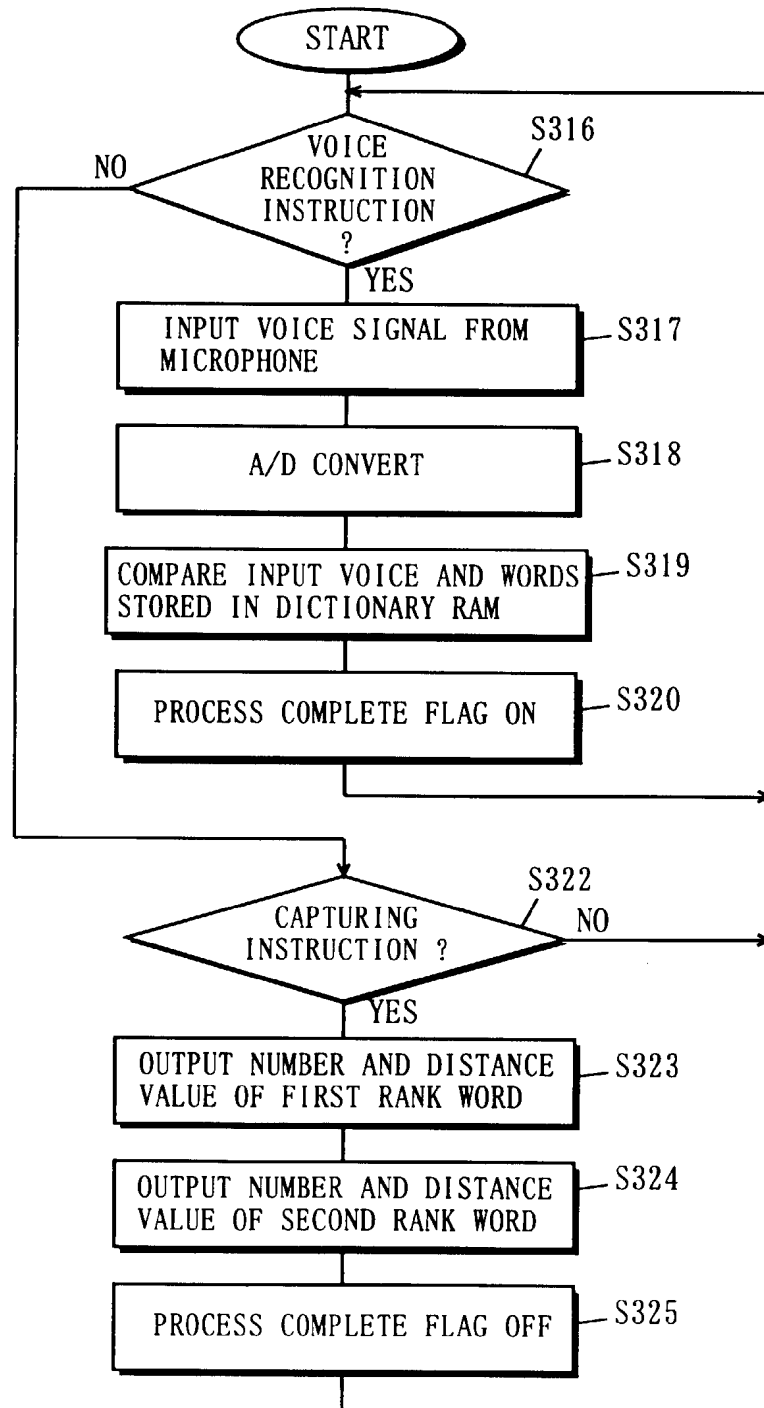 START
S316
NO
VOICE
RECOGNITION
INSTRUCTION
?
YES
INPUT VOICE SIGNAL FROM
MICROPHONE
S317
A/D CONVERT
S318
COMPARE INPUT VOICE AND WORDS
STORED IN DICTIONARY RAM
S319
PROCESS COMPLETE FLAG ON
S320
S322
CAPTURING
INSTRUCTION ?
NO
YES
OUTPUT NUMBER AND DISTANCE
VALUE OF FIRST RANK WORD
S323
OUTPUT NUMBER AND DISTANCE
VALUE OF SECOND RANK WORD
S324
PROCESS COMPLETE FLAG OFF
S325